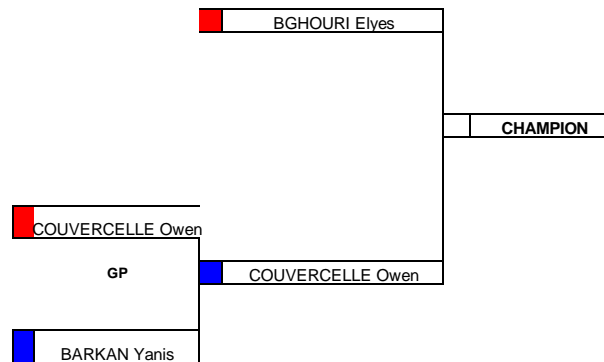 BGHOURI Elyes
CHAMPION
COUVERCELLE Owen
GP
COUVERCELLE Owen
BARKAN Yanis